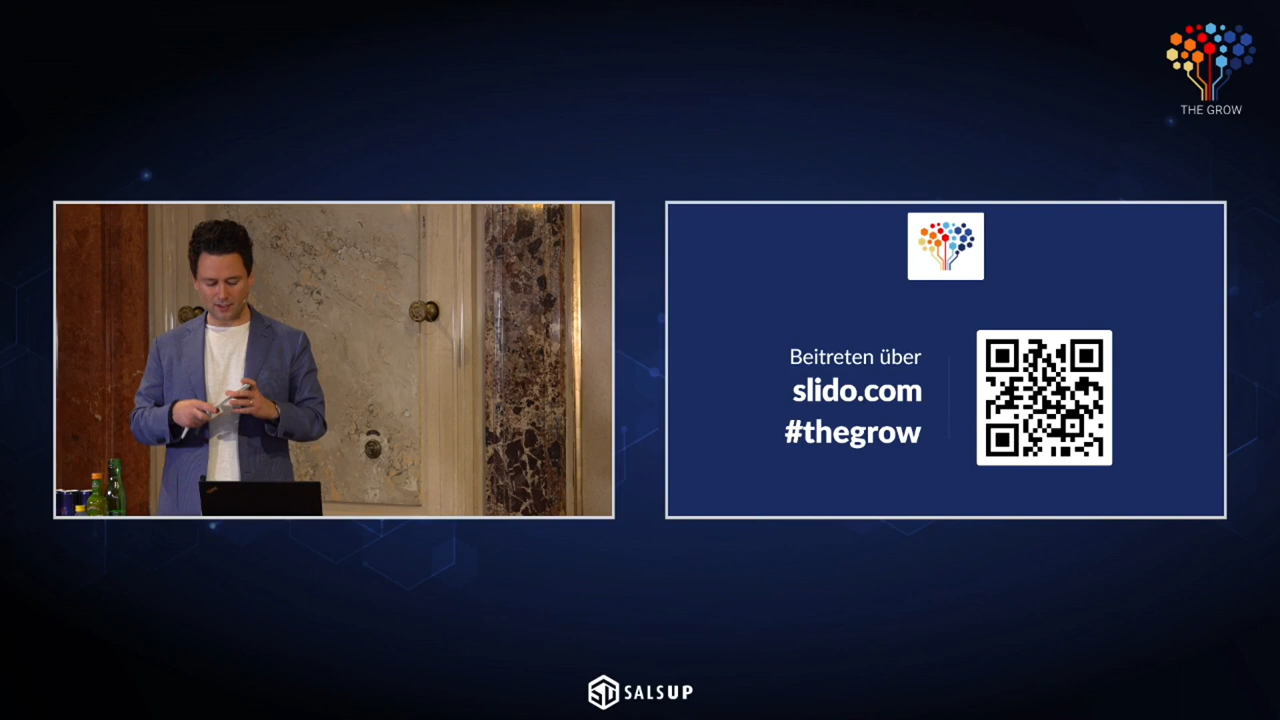 THE GROW
Beitreten über
slido.com
#thegrow
SALSUP